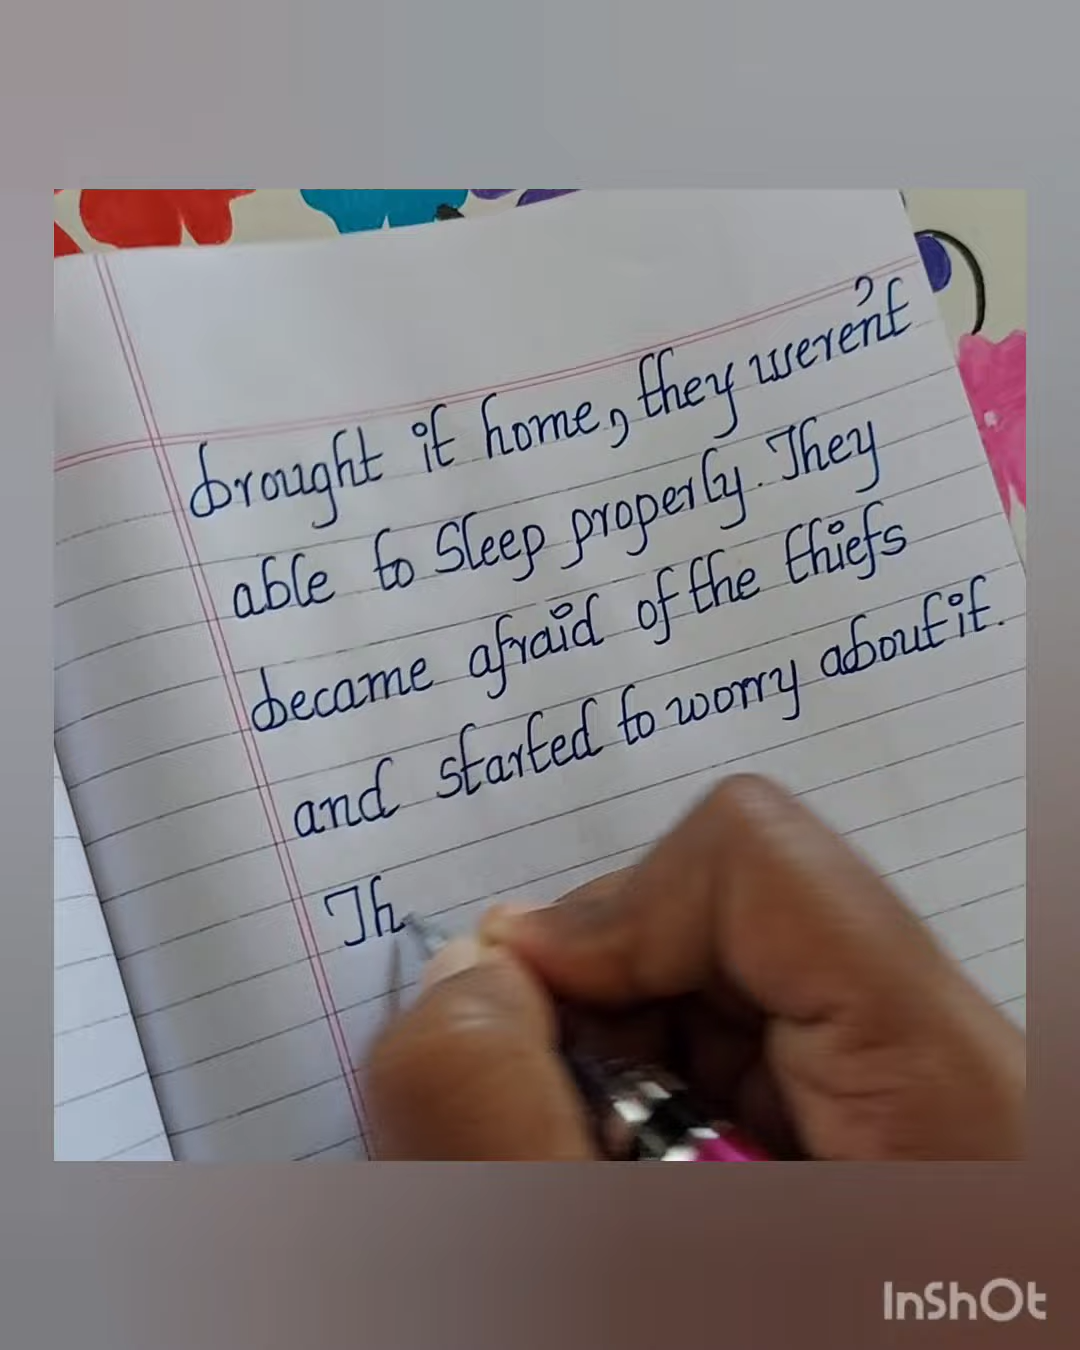 brought it home, they weren't
able to Sleep properly. They
became afraid of the thiefs
and started to worry about it.
Th
InShOt